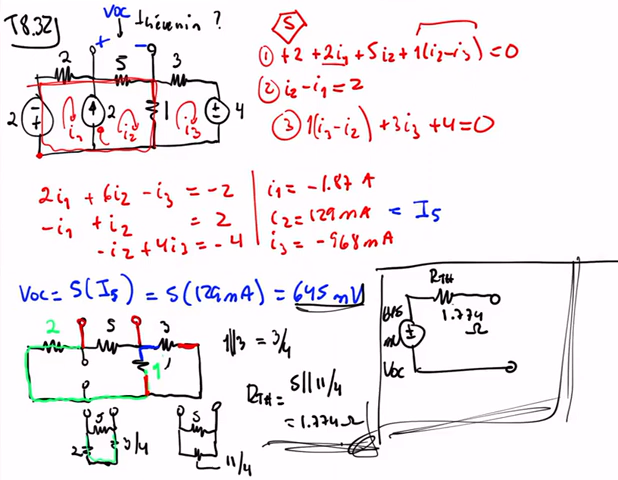 T8.32
VOC
Thévenin ?
+ -
2 5 3
2 2 1 4
i₁ i₂ i₃
S
① +2 + 2i₁ + 5i₂ + 1(i₂ - i₃) = 0
② i₂ - i₁ = 2
③ 1(i₃ - i₂) + 3i₃ + 4 = 0
2i₁ + 6i₂ - i₃ = -2
-i₁ + i₂ = 2
-i₂ + 4i₃ = -4
i₁ = -1.87 A
i₂ = 129 mA = I₅
i₃ = -968 mA
VOC = 5(I₅) = 5(129mA) = 645 mV
2 5 3
1
1||3 = 3/4
RTH = 5||11/4
= 1.774 Ω
5
2 3/4
5
11/4
RTH
1.774
Ω
645
mV
VOC